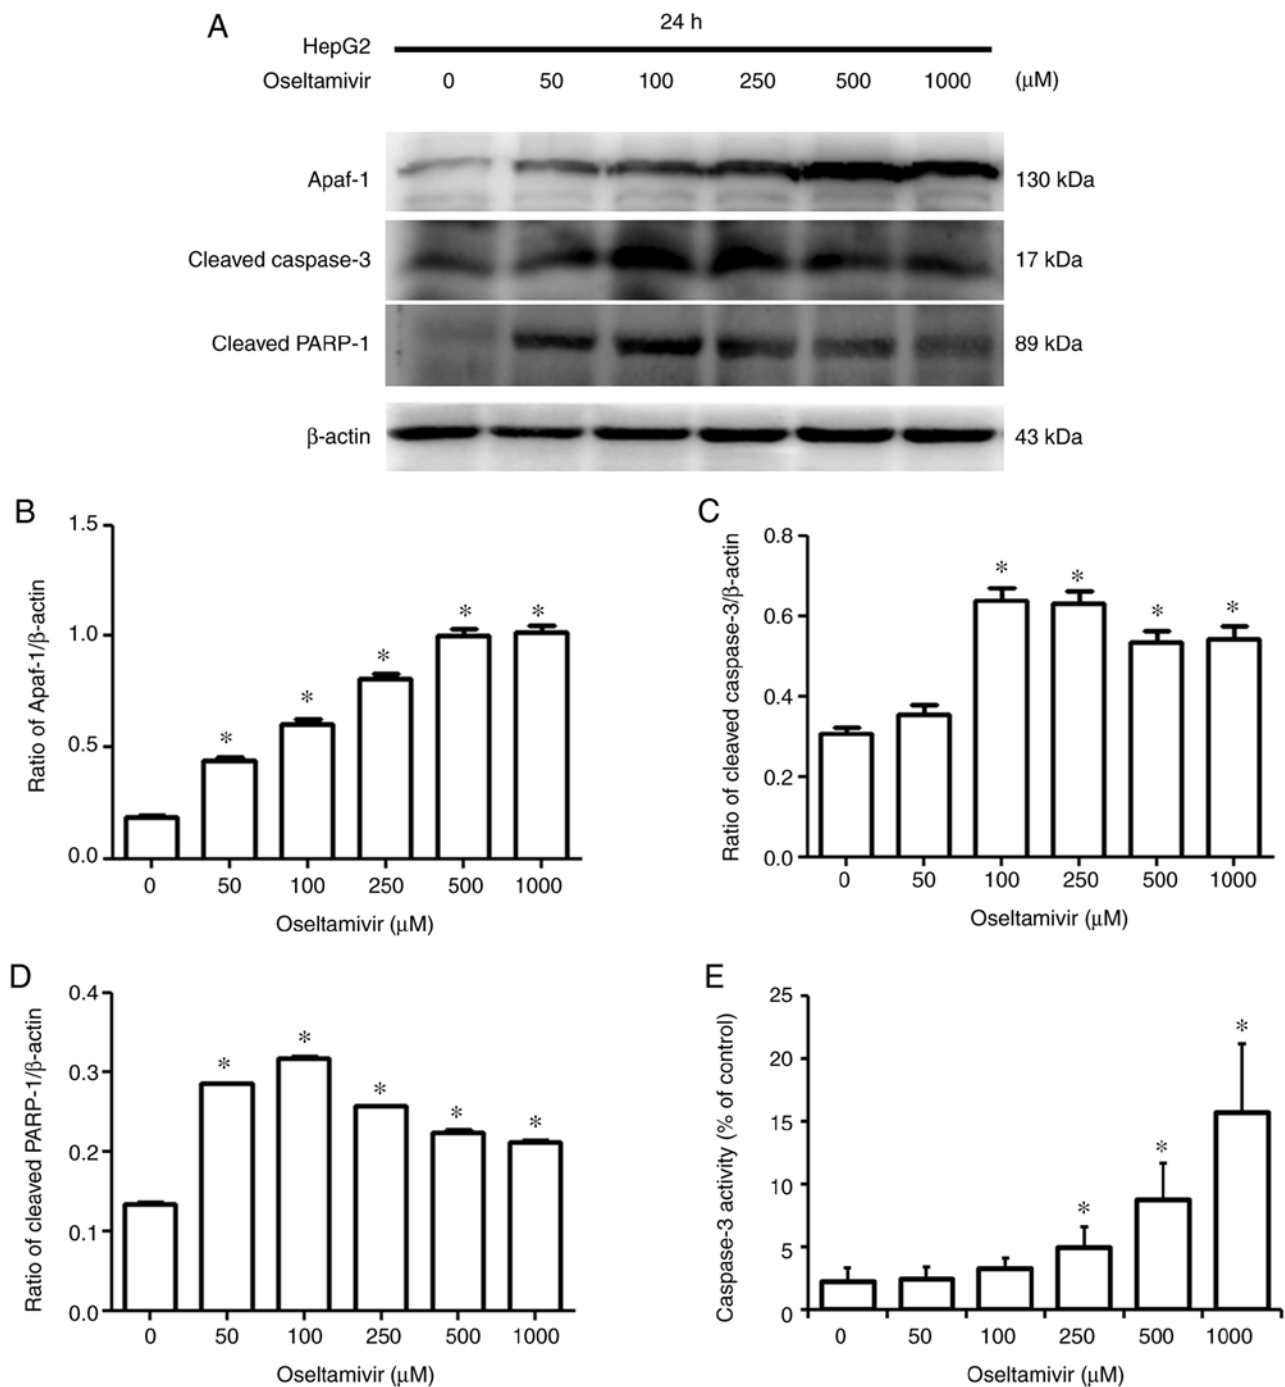 A
24 h
HepG2
Oseltamivir 0 50 100 250 500 1000 (μM)
Apaf-1 130 kDa
Cleaved caspase-3 17 kDa
Cleaved PARP-1 89 kDa
β-actin 43 kDa
B
Ratio of Apaf-1/β-actin
1.5
1.0
0.5
0.0
* * * * *
0 50 100 250 500 1000
Oseltamivir (μM)
C
Ratio of cleaved caspase-3/β-actin
0.8
0.6
0.4
0.2
0.0
* * * *
0 50 100 250 500 1000
Oseltamivir (μM)
D
Ratio of cleaved PARP-1/β-actin
0.4
0.3
0.2
0.1
0.0
* * * * *
0 50 100 250 500 1000
Oseltamivir (μM)
E
Caspase-3 activity (% of control)
25
20
15
10
5
0
* * *
0 50 100 250 500 1000
Oseltamivir (μM)